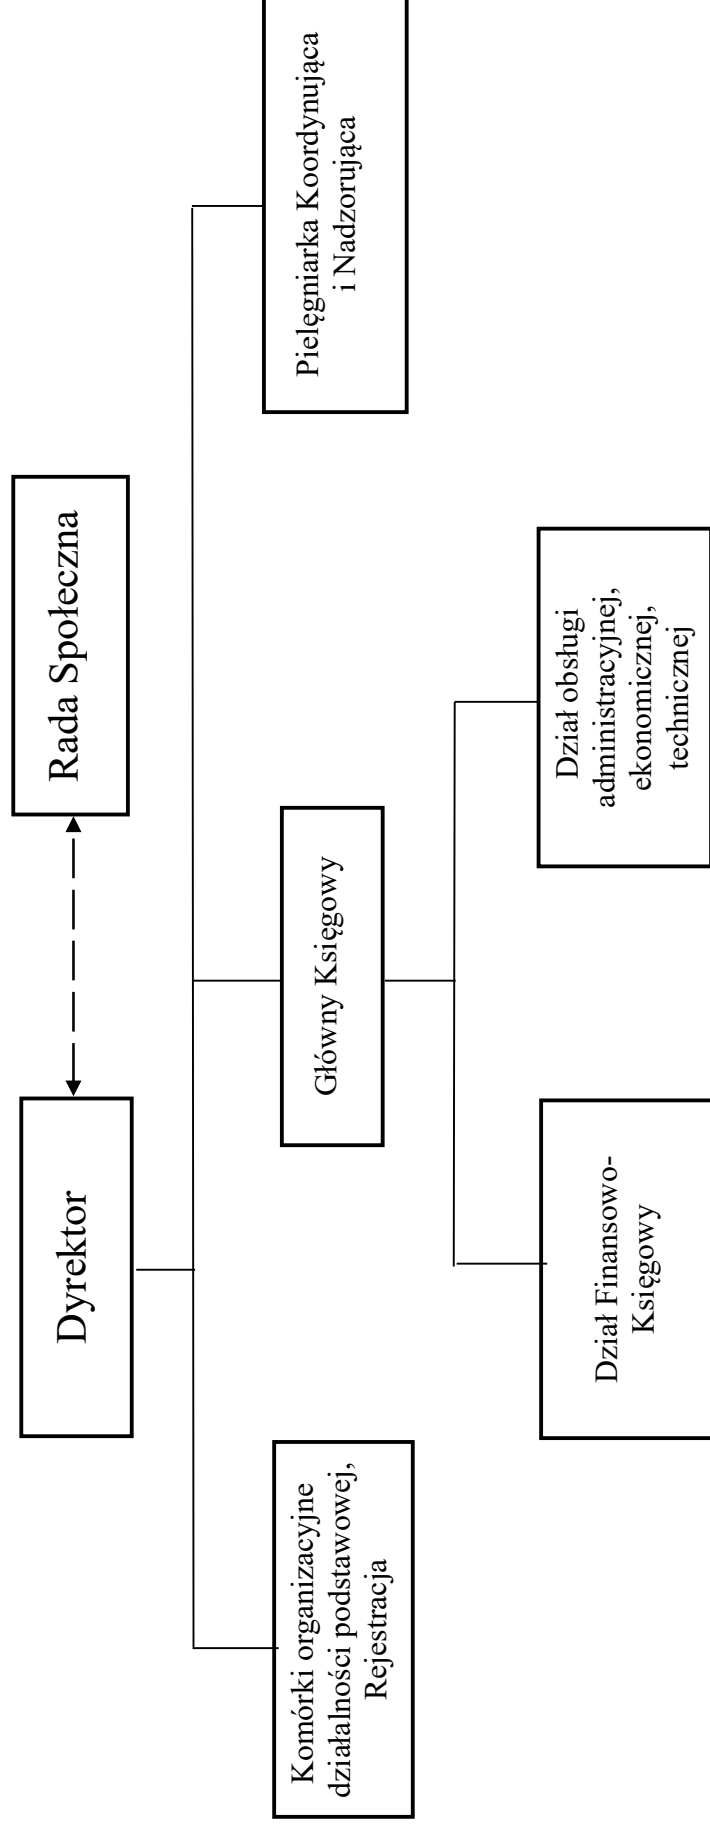 Dyrektor
Rada Społeczna
Komórki organizacyjne
działalności podstawowej,
Rejestracja
Główny Księgowy
Pielęgniarka Koordynująca
i Nadzorująca
Dział Finansowo-
Księgowy
Dział obsługi
administracyjnej,
ekonomicznej,
technicznej